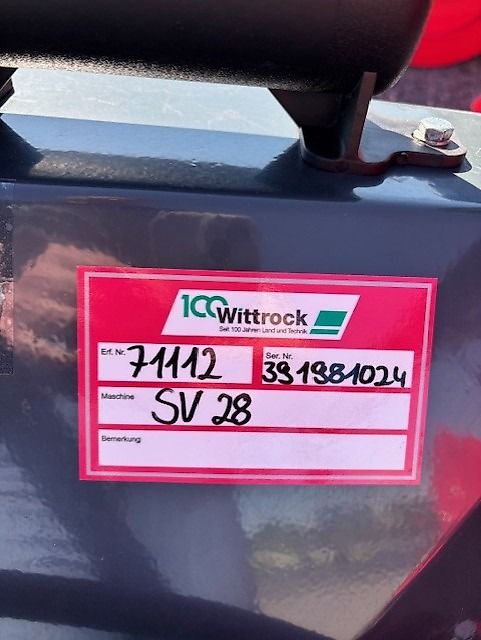 100 Wittrock
Seit 100 Jahren Land und Technik
Erf. Nr. 71112
Ser. Nr. 391981024
Maschine SV 28
Bemerkung